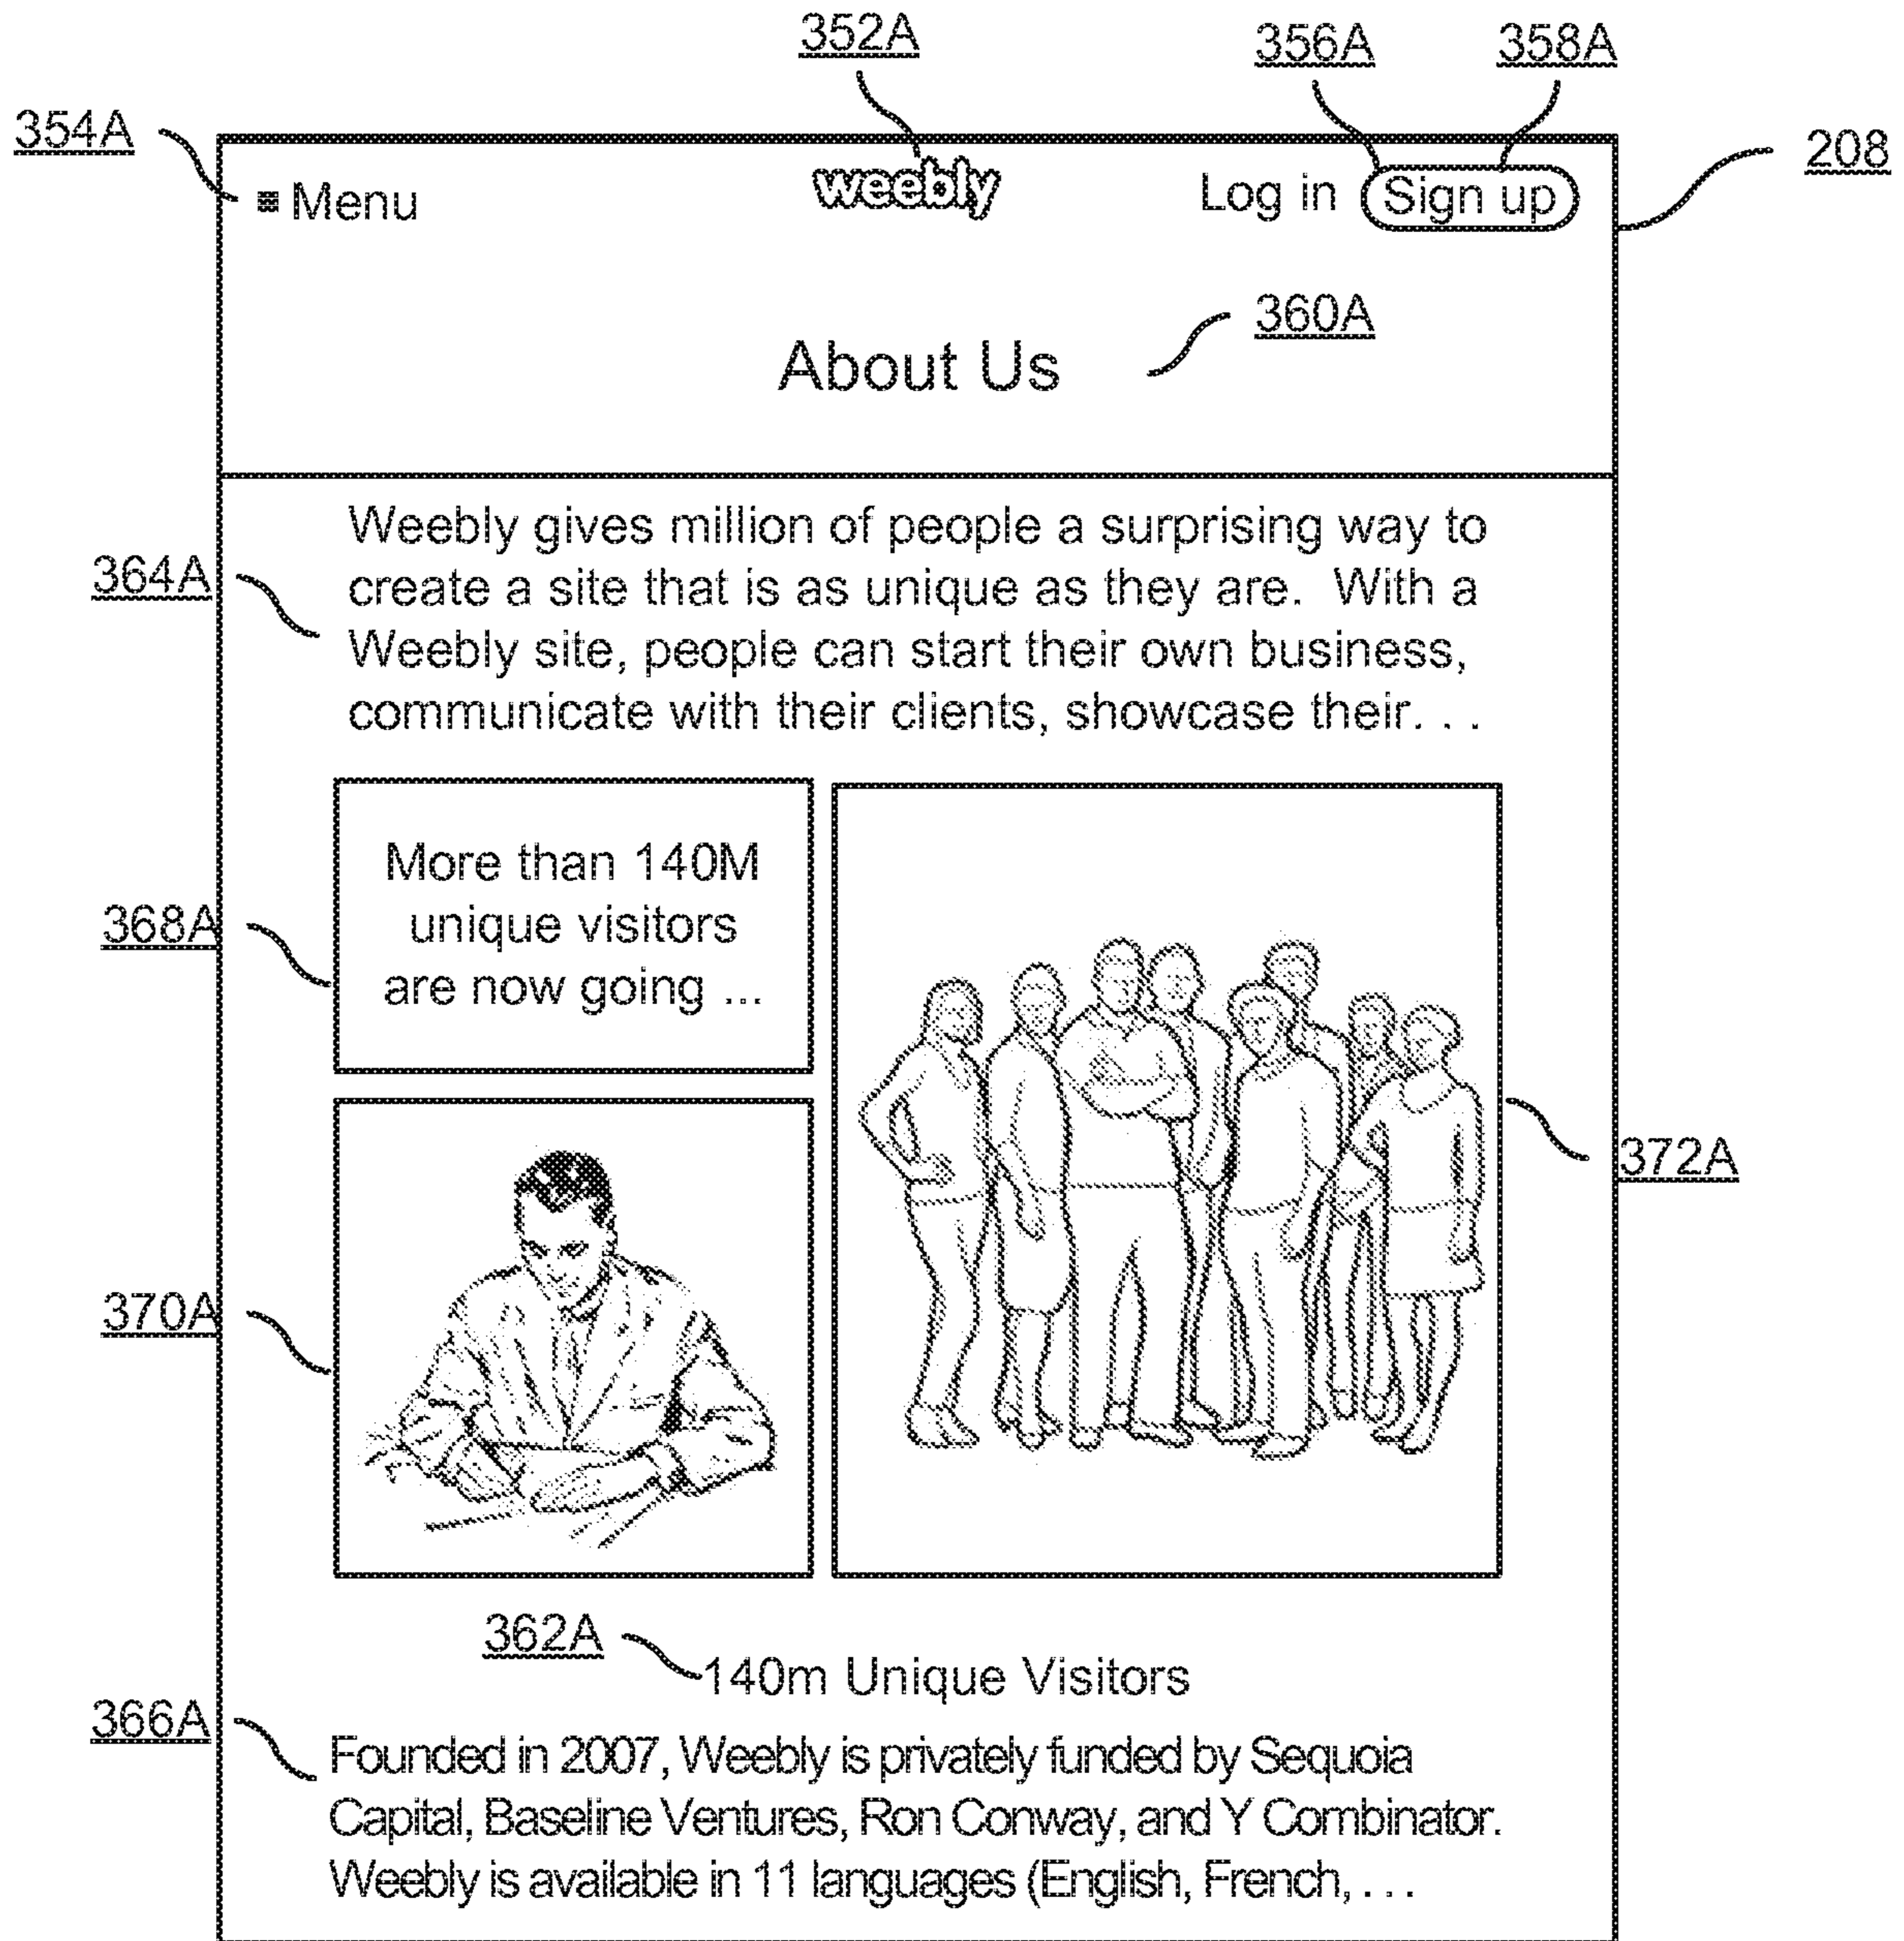 352A
356A
358A
354A
208
≡ Menu
weebly
Log in
Sign up
360A
About Us
364A
Weebly gives million of people a surprising way to
create a site that is as unique as they are. With a
Weebly site, people can start their own business,
communicate with their clients, showcase their. . .
368A
More than 140M
unique visitors
are now going ...
372A
370A
362A
140m Unique Visitors
366A
Founded in 2007, Weebly is privately funded by Sequoia
Capital, Baseline Ventures, Ron Conway, and Y Combinator.
Weebly is available in 11 languages (English, French, . . .